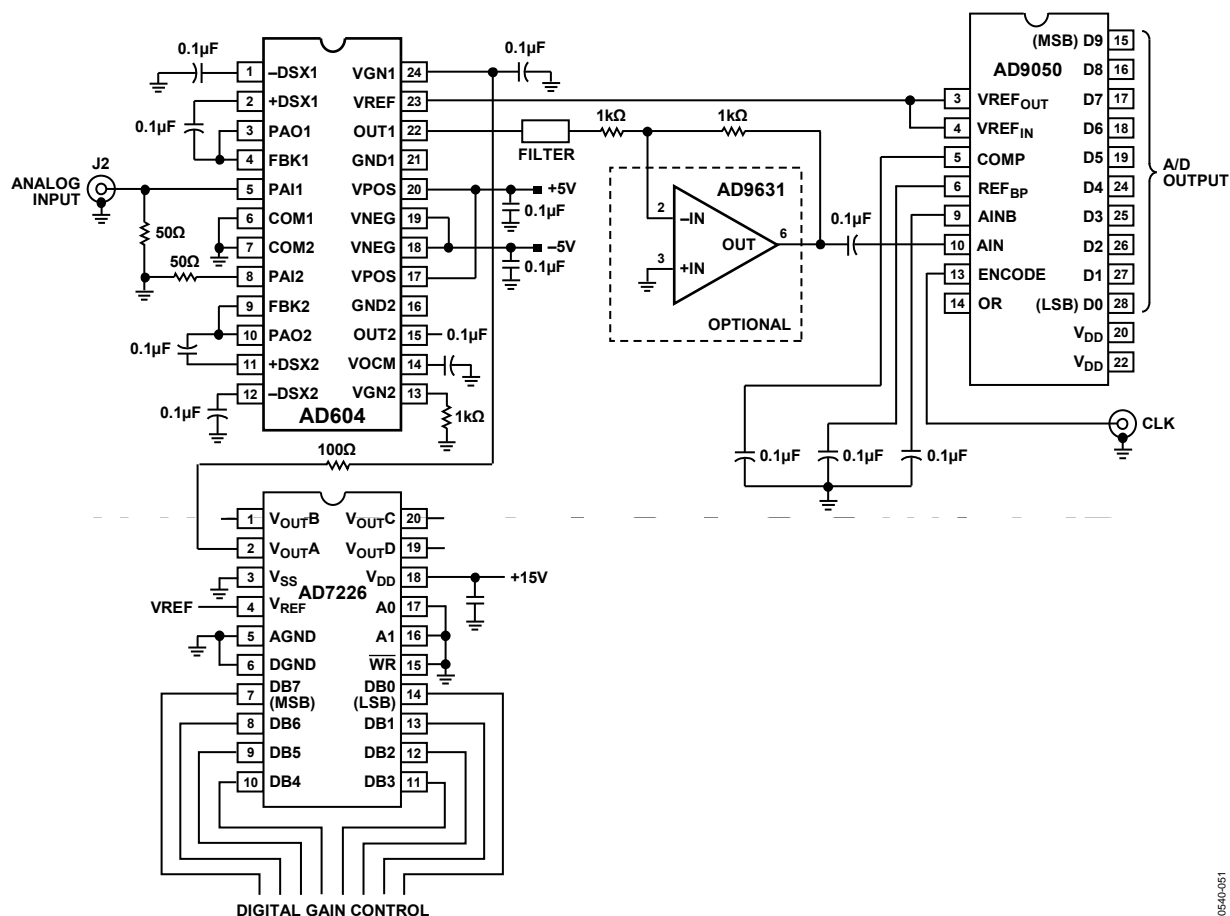 0.1µF
1 –DSX1 VGN1 24
0.1µF
2 +DSX1 VREF 23
0.1µF
3 PAO1 OUT1 22
4 FBK1 GND1 21
J2
ANALOG
INPUT
5 PAI1 VPOS 20
+5V
0.1µF
6 COM1 VNEG 19
7 COM2 VNEG 18
–5V
0.1µF
50Ω
50Ω
8 PAI2 VPOS 17
9 FBK2 GND2 16
10 PAO2 OUT2 15
0.1µF
0.1µF
11 +DSX2 VOCM 14
12 –DSX2 VGN2 13
0.1µF
1kΩ
AD604
100Ω
FILTER
1kΩ
1kΩ
AD9631
2 –IN
OUT 6
3 +IN
OPTIONAL
0.1µF
(MSB) D9 15
AD9050
D8 16
3 VREFOUT D7 17
4 VREFIN D6 18
5 COMP D5 19
6 REFBP D4 24
9 AINB D3 25
10 AIN D2 26
13 ENCODE D1 27
14 OR (LSB) D0 28
VDD 20
VDD 22
A/D
OUTPUT
CLK
0.1µF
0.1µF
0.1µF
1 VOUTB VOUTC 20
2 VOUTA VOUTD 19
3 VSS VDD 18
+15V
AD7226
VREF
4 VREF A0 17
5 AGND A1 16
6 DGND WR 15
7 DB7 (MSB) DB0 (LSB) 14
8 DB6 DB1 13
9 DB5 DB2 12
10 DB4 DB3 11
DIGITAL GAIN CONTROL
0540-051